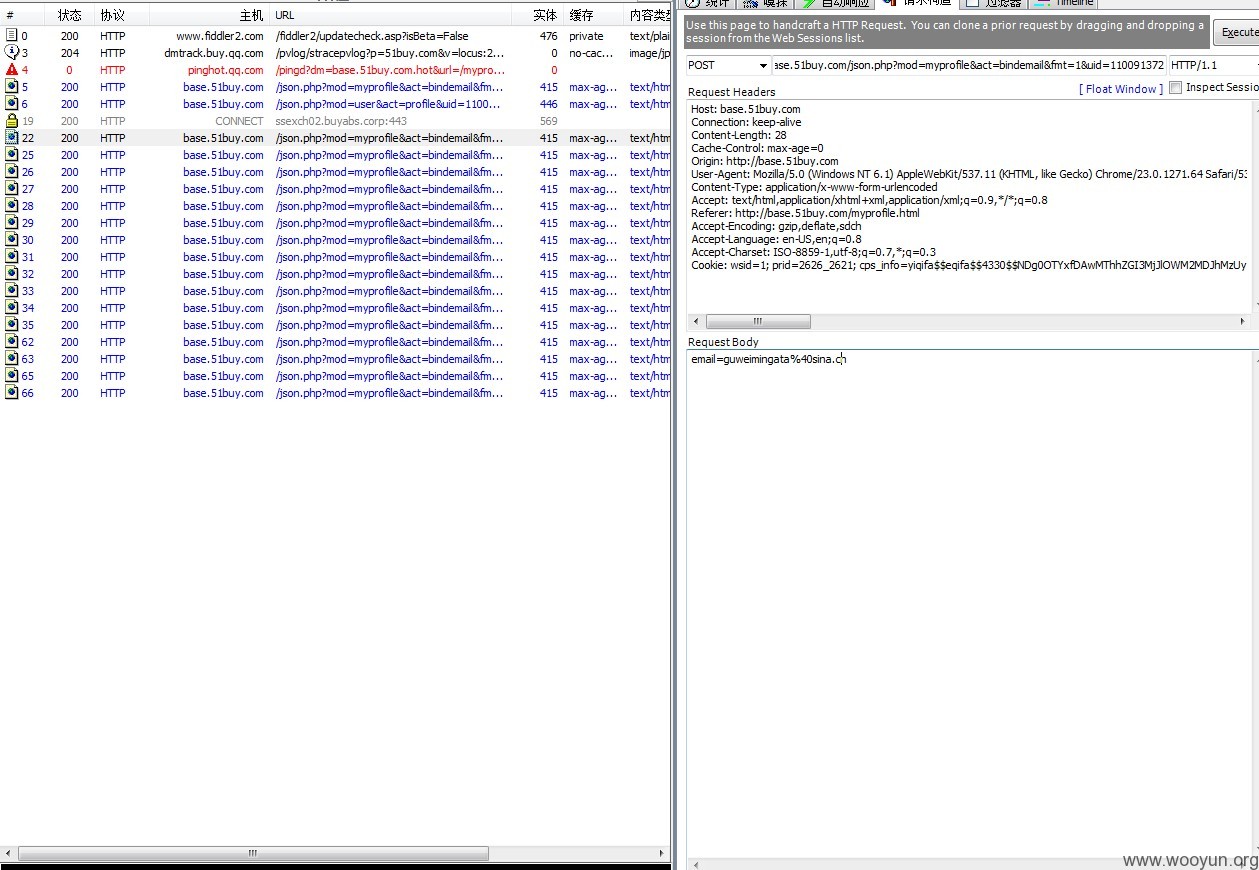 # 状态 协议 主机 URL 实体 缓存 内容类型
0 200 HTTP www.fiddler2.com /fiddler2/updatecheck.asp?isBeta=False 476 private text/plai
3 204 HTTP dmtrack.buy.qq.com /pvlog/stracepvlog?p=51buy.com&v=locus:2... 0 no-cac... image/jp
4 0 HTTP pinghot.qq.com /pingd?dm=base.51buy.com.hot&url=/mypro... 0
5 200 HTTP base.51buy.com /json.php?mod=myprofile&act=bindemail&fm... 415 max-ag... text/htm
6 200 HTTP base.51buy.com /json.php?mod=user&act=profile&uid=1100... 446 max-ag... text/htm
19 200 HTTP CONNECT ssexch02.buyabs.corp:443 569
22 200 HTTP base.51buy.com /json.php?mod=myprofile&act=bindemail&fm... 415 max-ag... text/htm
25 200 HTTP base.51buy.com /json.php?mod=myprofile&act=bindemail&fm... 415 max-ag... text/htm
26 200 HTTP base.51buy.com /json.php?mod=myprofile&act=bindemail&fm... 415 max-ag... text/htm
27 200 HTTP base.51buy.com /json.php?mod=myprofile&act=bindemail&fm... 415 max-ag... text/htm
28 200 HTTP base.51buy.com /json.php?mod=myprofile&act=bindemail&fm... 415 max-ag... text/htm
29 200 HTTP base.51buy.com /json.php?mod=myprofile&act=bindemail&fm... 415 max-ag... text/htm
30 200 HTTP base.51buy.com /json.php?mod=myprofile&act=bindemail&fm... 415 max-ag... text/htm
31 200 HTTP base.51buy.com /json.php?mod=myprofile&act=bindemail&fm... 415 max-ag... text/htm
32 200 HTTP base.51buy.com /json.php?mod=myprofile&act=bindemail&fm... 415 max-ag... text/htm
33 200 HTTP base.51buy.com /json.php?mod=myprofile&act=bindemail&fm... 415 max-ag... text/htm
34 200 HTTP base.51buy.com /json.php?mod=myprofile&act=bindemail&fm... 415 max-ag... text/htm
35 200 HTTP base.51buy.com /json.php?mod=myprofile&act=bindemail&fm... 415 max-ag... text/htm
62 200 HTTP base.51buy.com /json.php?mod=myprofile&act=bindemail&fm... 415 max-ag... text/htm
63 200 HTTP base.51buy.com /json.php?mod=myprofile&act=bindemail&fm... 415 max-ag... text/htm
65 200 HTTP base.51buy.com /json.php?mod=myprofile&act=bindemail&fm... 415 max-ag... text/htm
66 200 HTTP base.51buy.com /json.php?mod=myprofile&act=bindemail&fm... 415 max-ag... text/htm
统计 嗅探 自动响应 请求构造 过滤器 Timeline
Use this page to handcraft a HTTP Request. You can clone a prior request by dragging and dropping a
session from the Web Sessions list.
Execute
POST ase.51buy.com/json.php?mod=myprofile&act=bindemail&fmt=1&uid=110091372 HTTP/1.1
Request Headers [ Float Window ] Inspect Sessio
Host: base.51buy.com
Connection: keep-alive
Content-Length: 28
Cache-Control: max-age=0
Origin: http://base.51buy.com
User-Agent: Mozilla/5.0 (Windows NT 6.1) AppleWebKit/537.11 (KHTML, like Gecko) Chrome/23.0.1271.64 Safari/53
Content-Type: application/x-www-form-urlencoded
Accept: text/html,application/xhtml+xml,application/xml;q=0.9,*/*;q=0.8
Referer: http://base.51buy.com/myprofile.html
Accept-Encoding: gzip,deflate,sdch
Accept-Language: en-US,en;q=0.8
Accept-Charset: ISO-8859-1,utf-8;q=0.7,*;q=0.3
Cookie: wsid=1; prid=2626_2621; cps_info=yiqifa$$eqifa$$4330$$NDg0OTYxfDAwMThhZGI3MjJlOWM2MDJhMzUy
Request Body
email=guweimingata%40sina.cn
www.wooyun.org